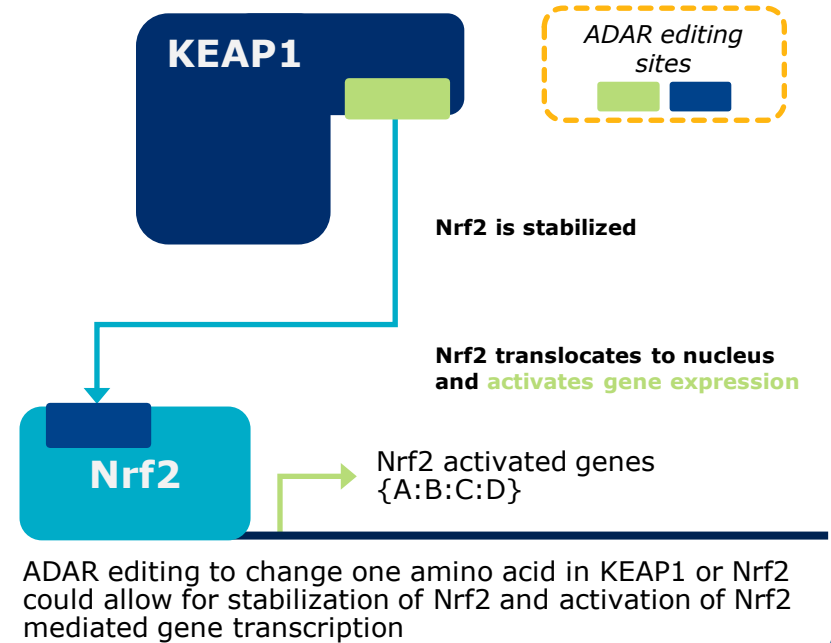 KEAP1
ADAR editing
sites
Nrf2 is stabilized
Nrf2 translocates to nucleus
and activates gene expression
Nrf2
Nrf2 activated genes
{A:B:C:D}
ADAR editing to change one amino acid in KEAP1 or Nrf2
could allow for stabilization of Nrf2 and activation of Nrf2
mediated gene transcription